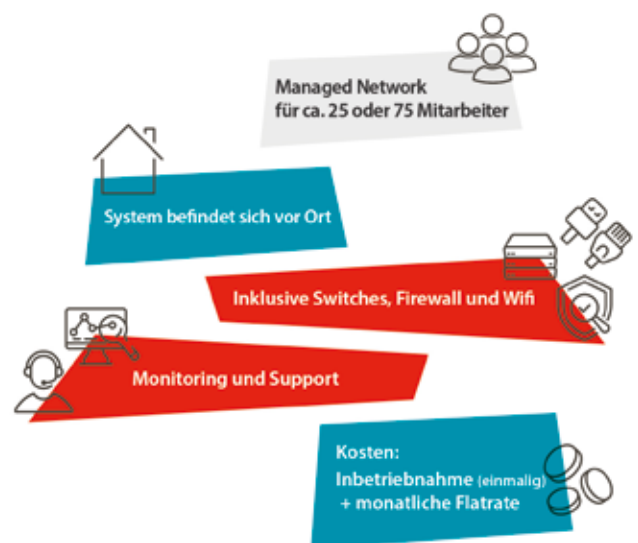 Managed Network
für ca. 25 oder 75 Mitarbeiter
System befindet sich vor Ort
Inklusive Switches, Firewall und Wifi
Monitoring und Support
Kosten:
Inbetriebnahme (einmalig)
+ monatliche Flatrate